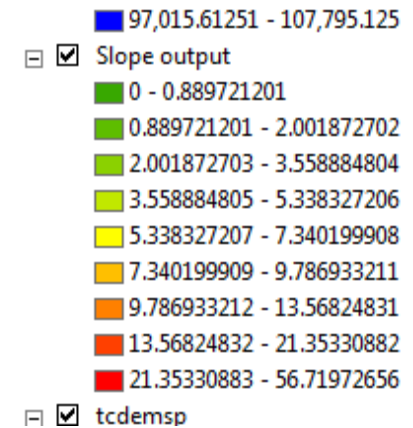 97,015.61251 - 107,795.125
Slope output
0 - 0.889721201
0.889721201 - 2.001872702
2.001872703 - 3.558884804
3.558884805 - 5.338327206
5.338327207 - 7.340199908
7.340199909 - 9.786933211
9.786933212 - 13.56824831
13.56824832 - 21.35330882
21.35330883 - 56.71972656
tcdemsp